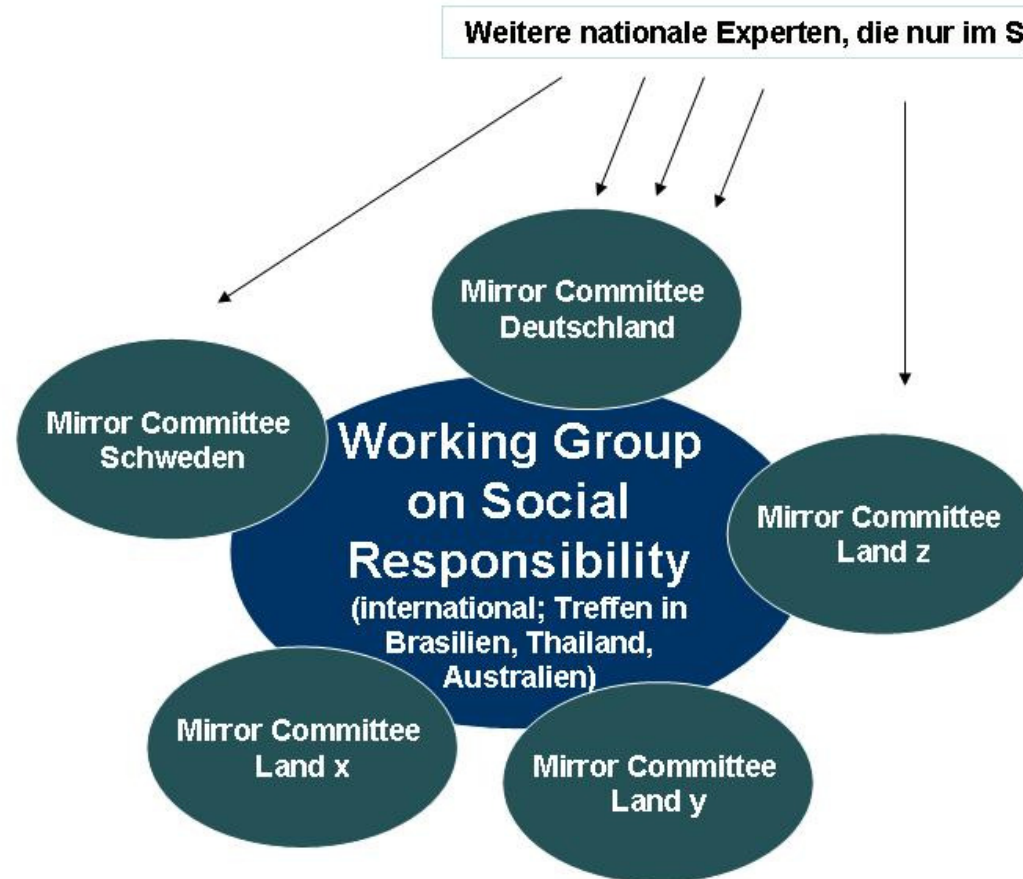 Weitere nationale Experten, die nur im S
Mirror Committee
Deutschland
Mirror Committee
Schweden
Working Group
on Social
Responsibility
(international; Treffen in
Brasilien, Thailand,
Australien)
Mirror Committee
Land z
Mirror Committee
Land x
Mirror Committee
Land y